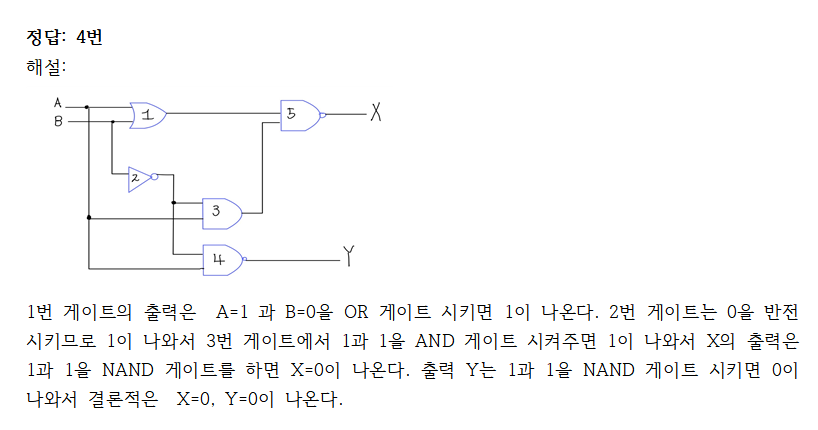 정답: 4번
해설:
A
B
1
5
X
2
3
4
Y
1번 게이트의 출력은 A=1 과 B=0을 OR 게이트 시키면 1이 나온다. 2번 게이트는 0을 반전
시키므로 1이 나와서 3번 게이트에서 1과 1을 AND 게이트 시켜주면 1이 나와서 X의 출력은
1과 1을 NAND 게이트를 하면 X=0이 나온다. 출력 Y는 1과 1을 NAND 게이트 시키면 0이
나와서 결론적은 X=0, Y=0이 나온다.